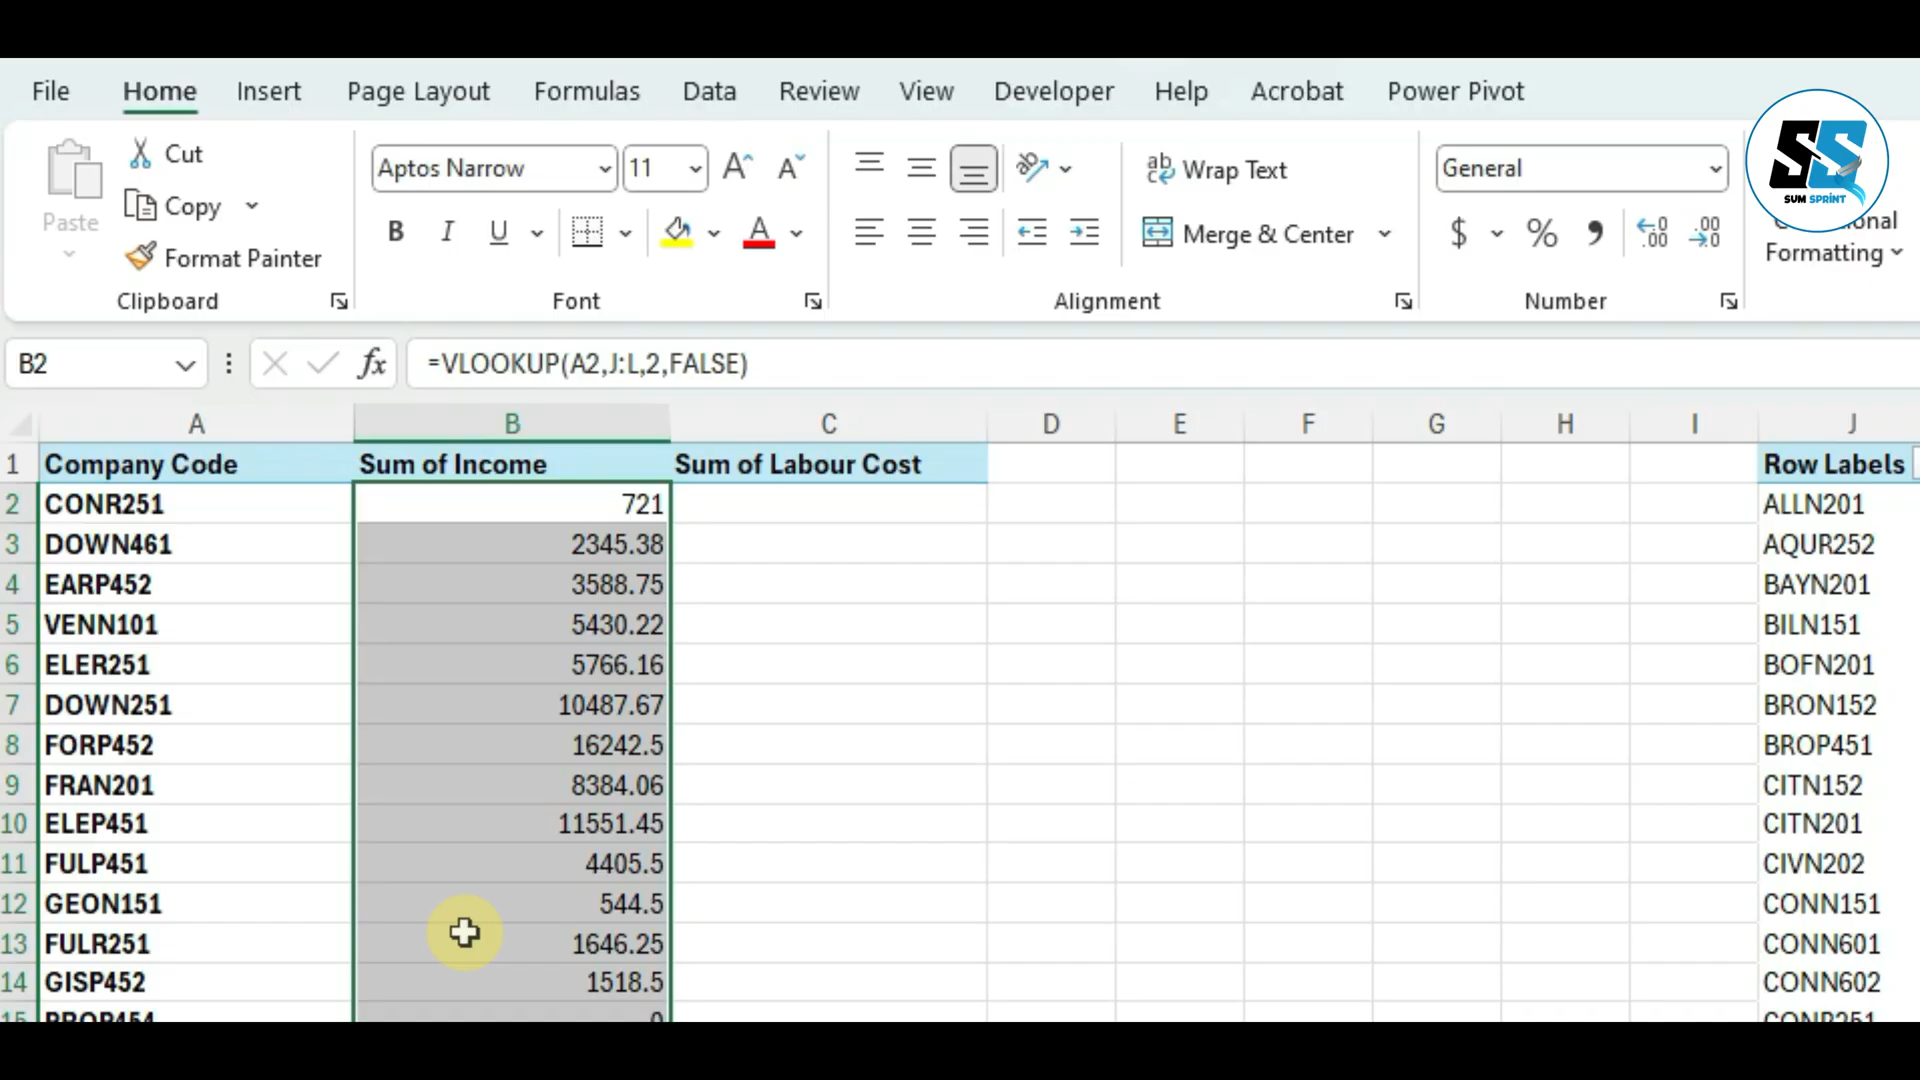 File Home Insert Page Layout Formulas Data Review View Developer Help Acrobat Power Pivot
Paste
Cut
Copy
Format Painter
Clipboard
Aptos Narrow 11
B I U
Font
Wrap Text
Merge & Center
Alignment
General
$ %
Number
Formatting
SS
SUM SPRINT
B2 fx =VLOOKUP(A2,J:L,2,FALSE)
A B C D E F G H I J
1 Company Code Sum of Income Sum of Labour Cost Row Labels
2 CONR251 721 ALLN201
3 DOWN461 2345.38 AQUR252
4 EARP452 3588.75 BAYN201
5 VENN101 5430.22 BILN151
6 ELER251 5766.16 BOFN201
7 DOWN251 10487.67 BRON152
8 FORP452 16242.5 BROP451
9 FRAN201 8384.06 CITN152
10 ELEP451 11551.45 CITN201
11 FULP451 4405.5 CIVN202
12 GEON151 544.5 CONN151
13 FULR251 1646.25 CONN601
14 GISP452 1518.5 CONN602